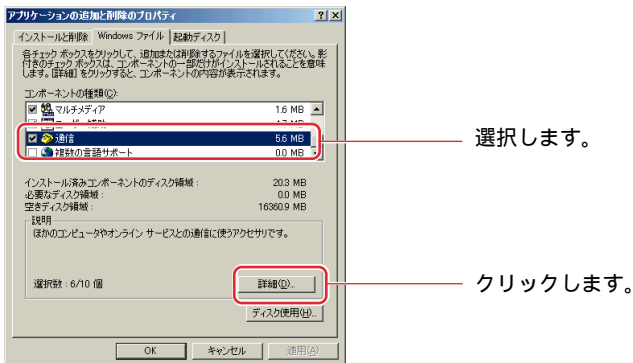 アプリケーションの追加と削除のプロパティ
インストールと削除 Windows ファイル 起動ディスク
各チェック ボックスをクリックして、追加または削除するファイルを選択してください。影
付きのチェック ボックスは、コンポーネントの一部だけがインストールされることを意味
します。[詳細] をクリックすると、コンポーネントの内容が表示されます。
コンポーネントの種類(C):
マルチメディア 1.6 MB
通信 5.6 MB
複数の言語サポート 0.0 MB
選択します。
インストール済みコンポーネントのディスク領域 : 20.3 MB
必要なディスク領域 : 0.0 MB
空きディスク領域 : 16360.9 MB
説明
ほかのコンピュータやオンライン サービスとの通信に使うアクセサリです。
選択数 : 6/10 個
詳細(D)...
クリックします。
ディスク使用(H)...
OK キャンセル 適用(A)